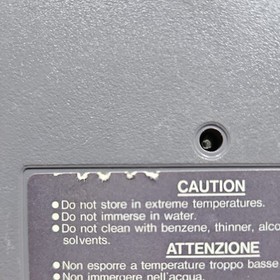 CAUTION
● Do not store in extreme temperatures.
● Do not immerse in water.
● Do not clean with benzene, thinner, alco
solvents.
ATTENZIONE
● Non esporre a temperature troppo basse
● Non immergere nell'acqua.